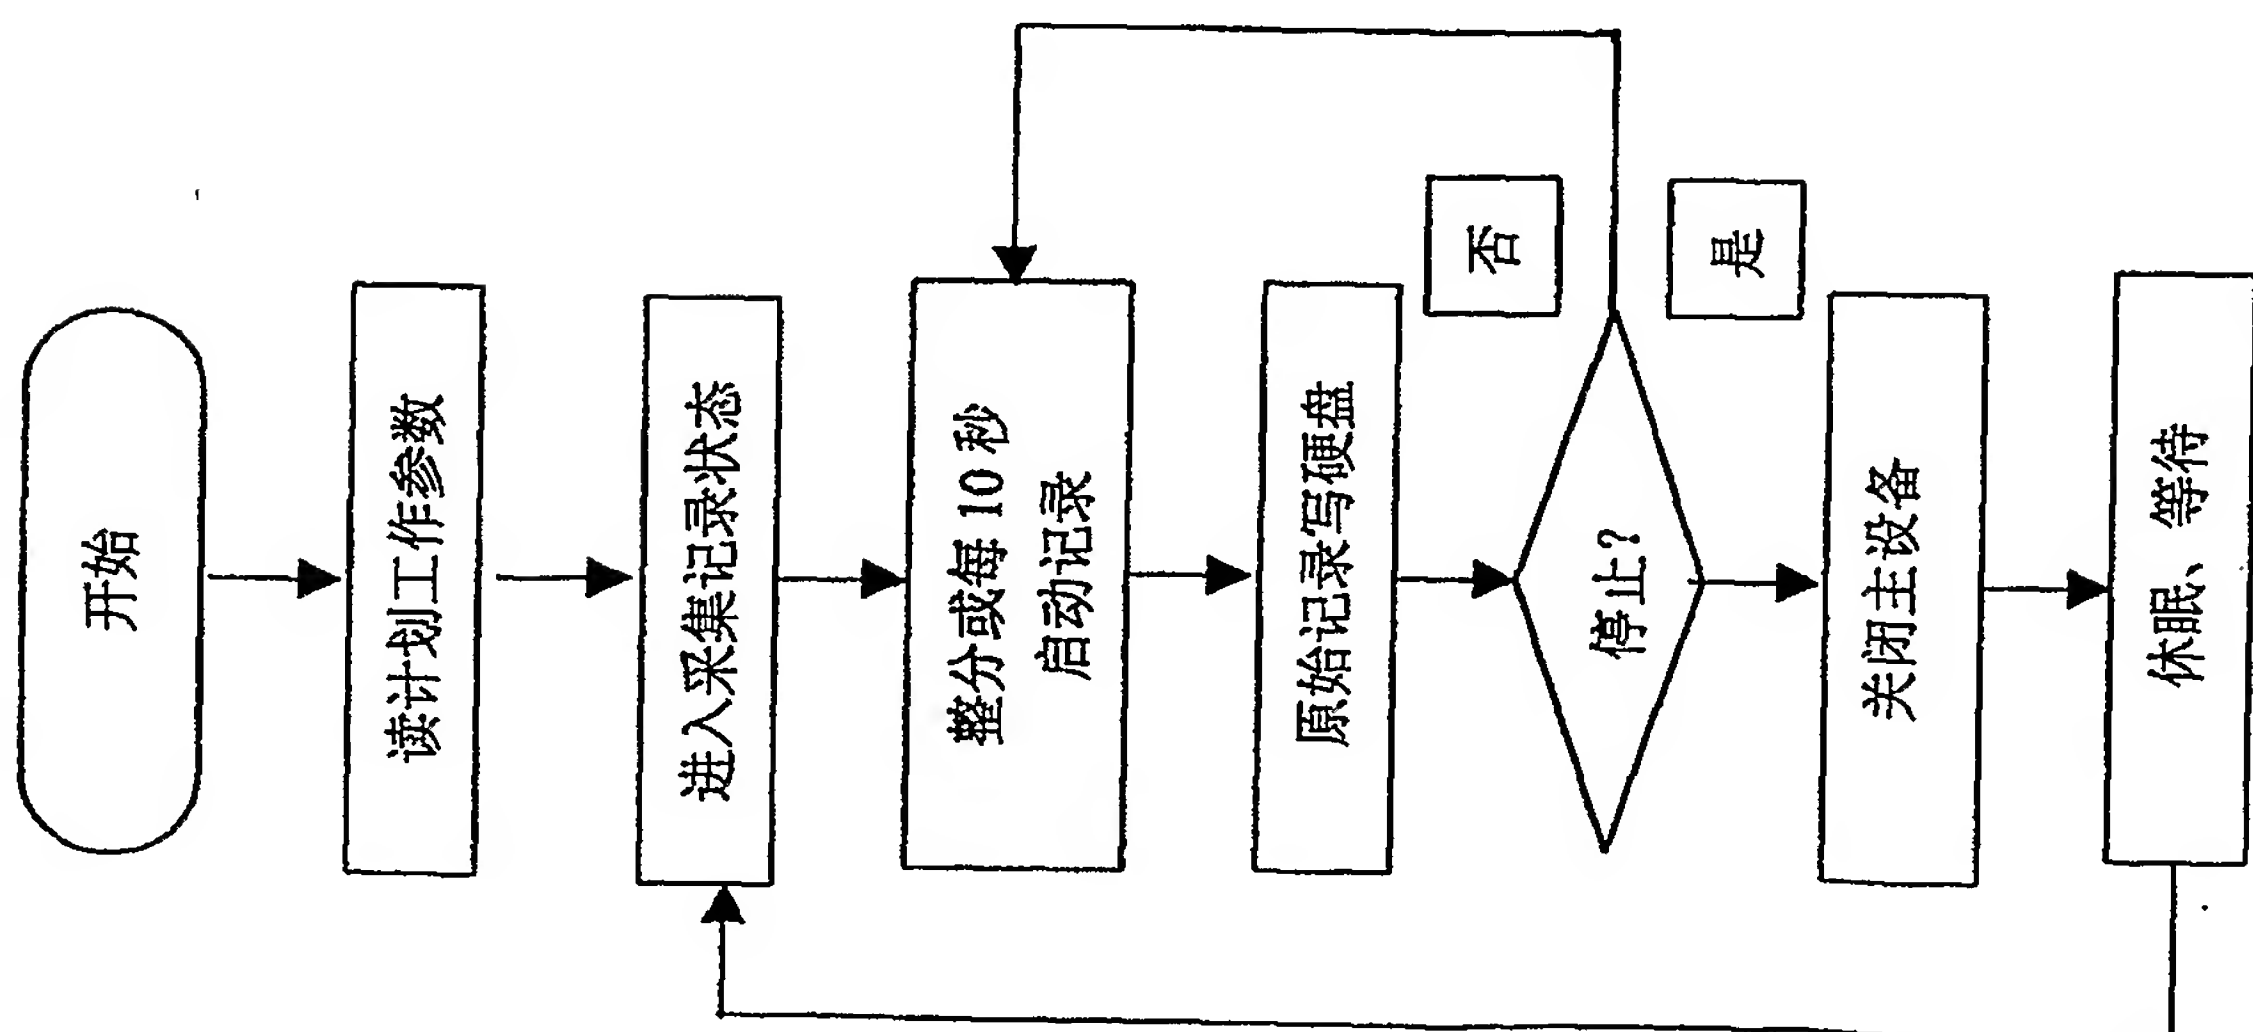 开始
读计划工作参数
进入采集记录状态
整分或每10秒
启动记录
原始记录写硬盘
停止?
否
是
关闭主设备
休眠、等待